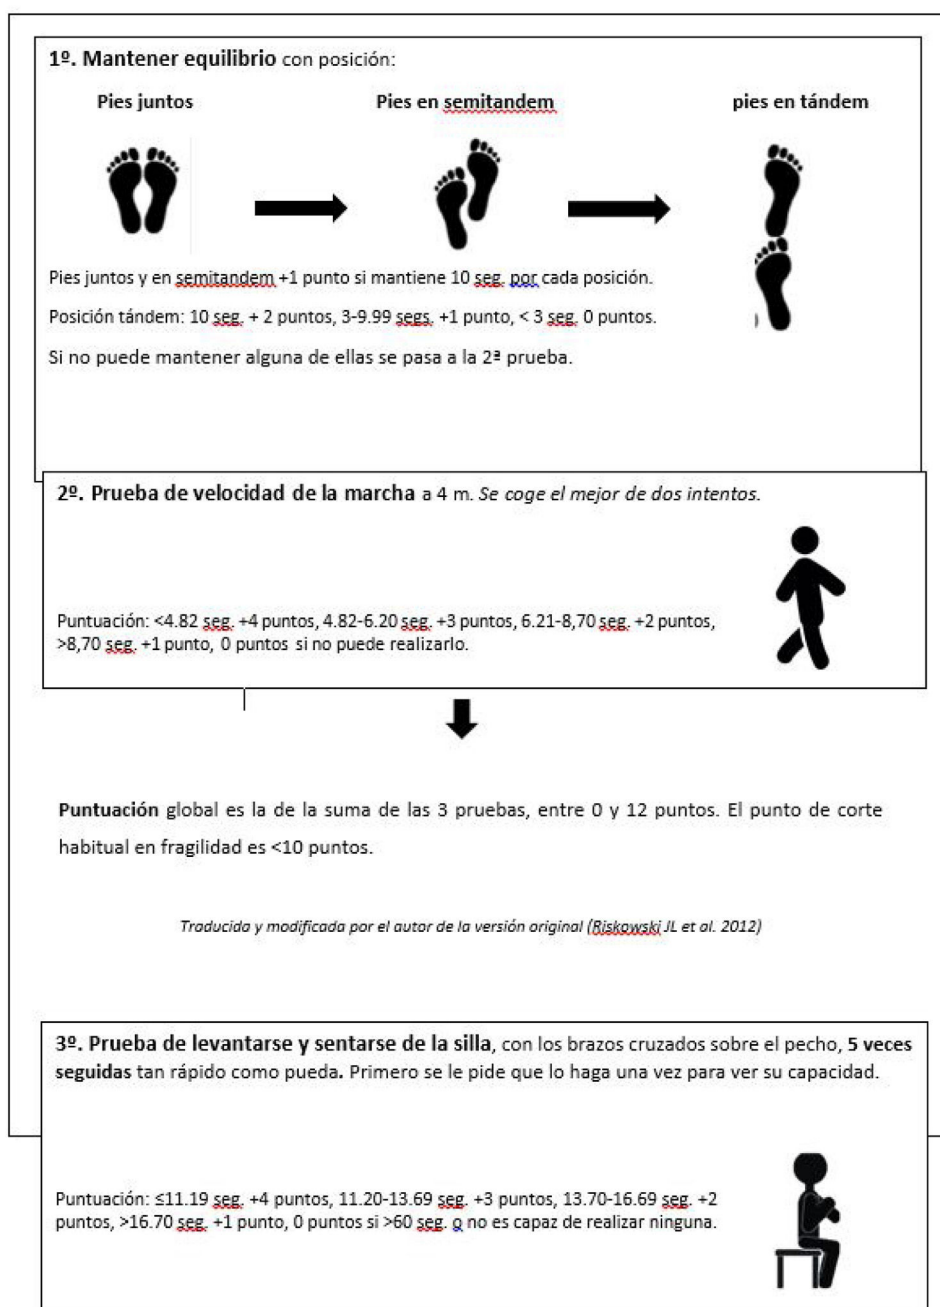 1º. Mantener equilibrio con posición:
Pies juntos
Pies en semitandem
pies en tándem
Pies juntos y en semitandem +1 punto si mantiene 10 seg. por cada posición.
Posición tándem: 10 seg. + 2 puntos, 3-9.99 segs. +1 punto, < 3 seg. 0 puntos.
Si no puede mantener alguna de ellas se pasa a la 2ª prueba.
2º. Prueba de velocidad de la marcha a 4 m. Se coge el mejor de dos intentos.
Puntuación: <4.82 seg. +4 puntos, 4.82-6.20 seg. +3 puntos, 6.21-8,70 seg. +2 puntos,
>8,70 seg. +1 punto, 0 puntos si no puede realizarlo.
Puntuación global es la de la suma de las 3 pruebas, entre 0 y 12 puntos. El punto de corte
habitual en fragilidad es <10 puntos.
Traducida y modificada por el autor de la versión original (Riskowski JL et al. 2012)
3º. Prueba de levantarse y sentarse de la silla, con los brazos cruzados sobre el pecho, 5 veces
seguidas tan rápido como pueda. Primero se le pide que lo haga una vez para ver su capacidad.
Puntuación: ≤11.19 seg. +4 puntos, 11.20-13.69 seg. +3 puntos, 13.70-16.69 seg. +2
puntos, >16.70 seg. +1 punto, 0 puntos si >60 seg. o no es capaz de realizar ninguna.